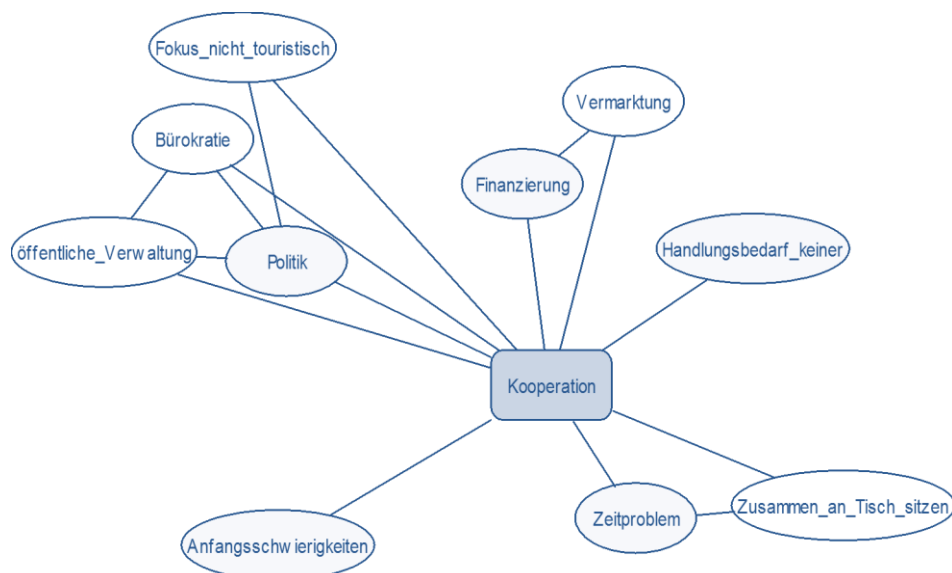 Fokus_nicht_touristisch
Vermarktung
Bürokratie
Finanzierung
öffentliche_Verwaltung
Politik
Handlungsbedarf_keiner
Kooperation
Zusammen_an_Tisch_sitzen
Zeitproblem
Anfangsschwierigkeiten